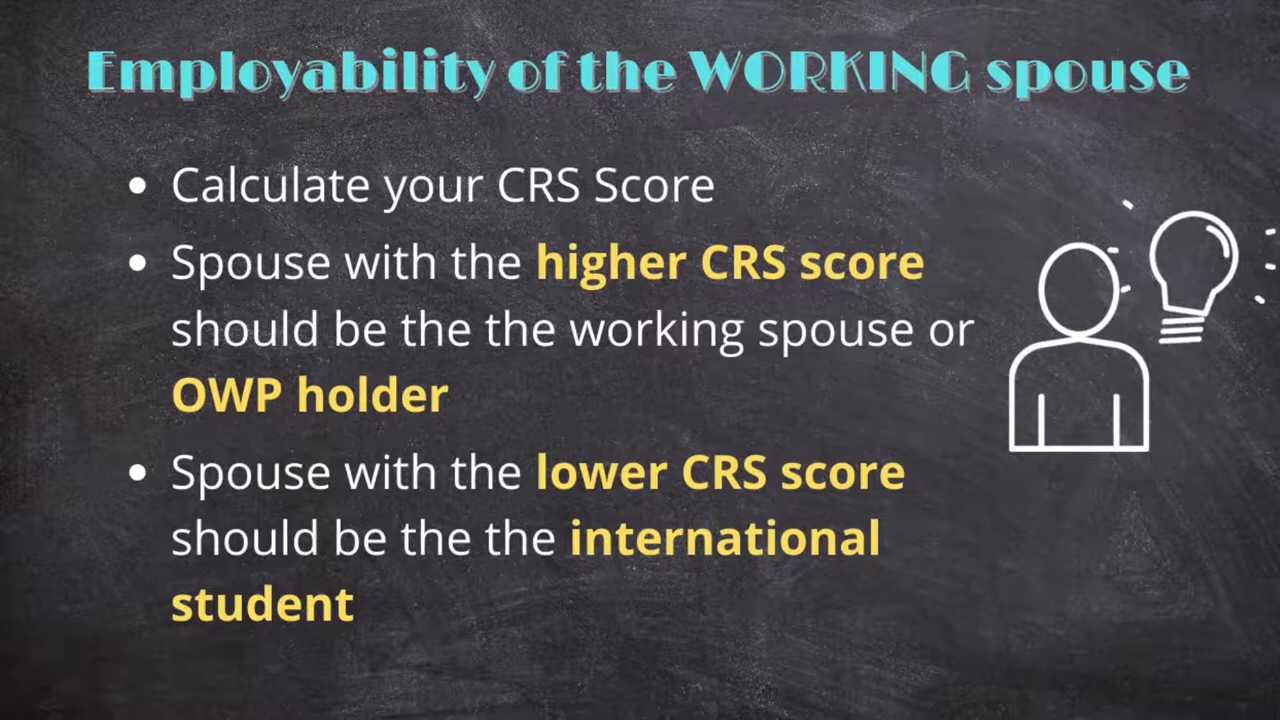 Employability of the WORKING spouse
• Calculate your CRS Score
• Spouse with the higher CRS score
should be the the working spouse or
OWP holder
• Spouse with the lower CRS score
should be the the international
student